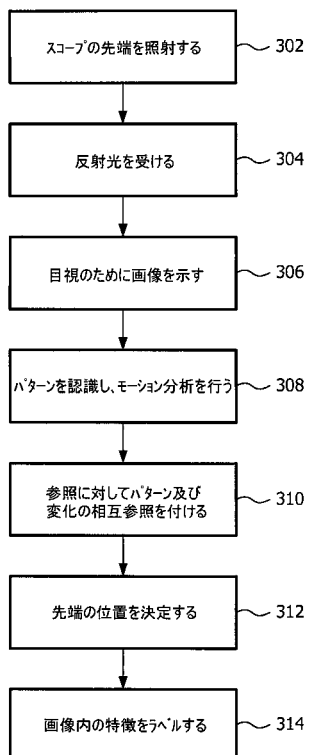 スコープの先端を照射する
302
反射光を受ける
304
目視のために画像を示す
306
パターンを認識し、モーション分析を行う
308
参照に対してパターン及び
変化の相互参照を付ける
310
先端の位置を決定する
312
画像内の特徴をラベルする
314